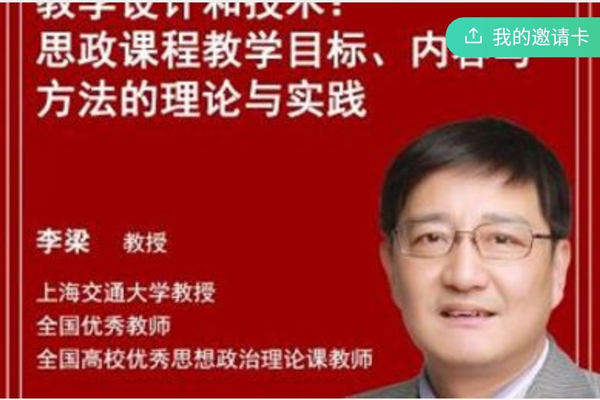 教学设计和技术：
思政课程教学目标、内容与
方法的理论与实践
我的邀请卡
李梁 教授
上海交通大学教授
全国优秀教师
全国高校优秀思想政治理论课教师